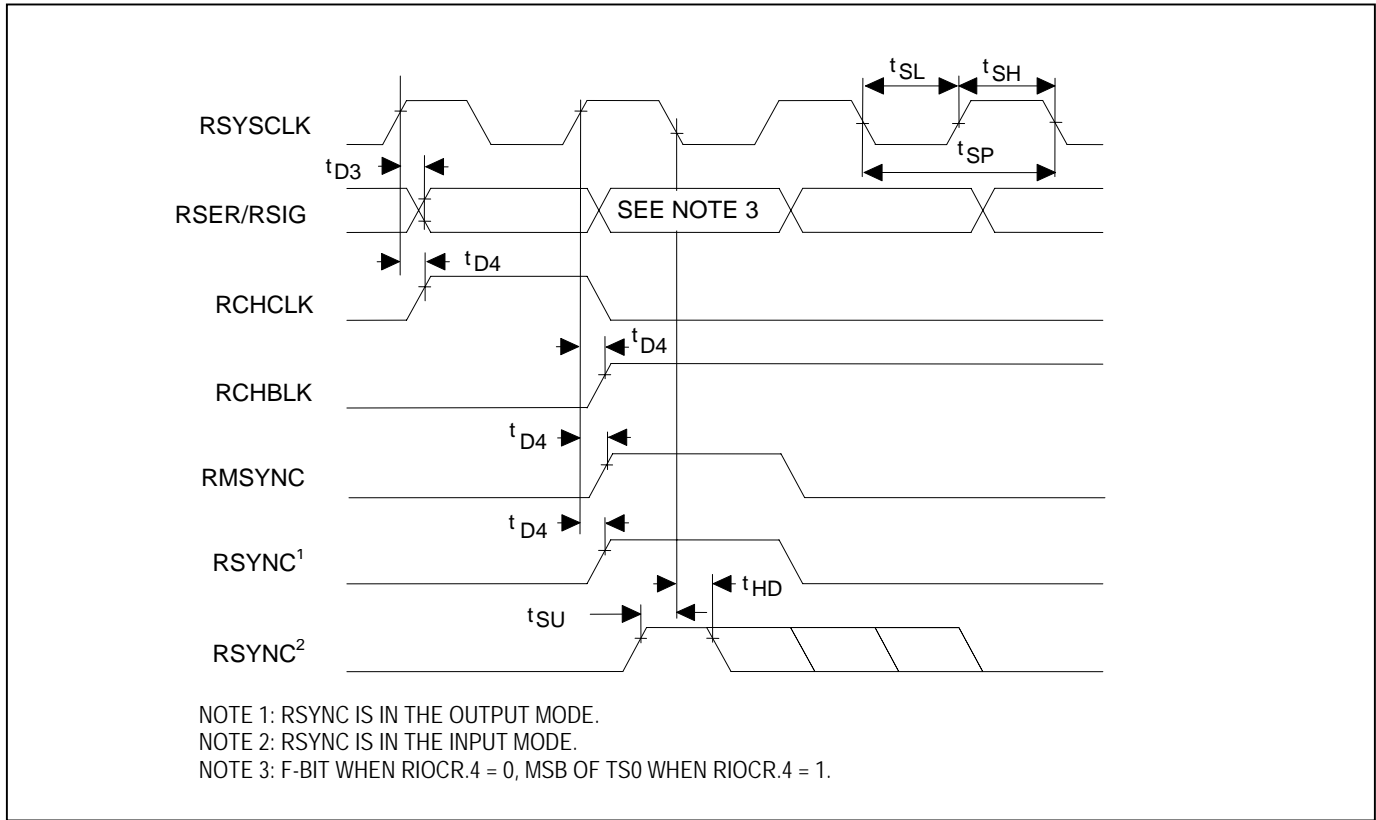 tSL tSH
RSYSCLK
tSP
tD3
RSER/RSIG SEE NOTE 3
tD4
RCHCLK
tD4
RCHBLK
tD4
RMSYNC
tD4
RSYNC1
tHD
tSU
RSYNC2
NOTE 1: RSYNC IS IN THE OUTPUT MODE.
NOTE 2: RSYNC IS IN THE INPUT MODE.
NOTE 3: F-BIT WHEN RIOCR.4 = 0, MSB OF TS0 WHEN RIOCR.4 = 1.